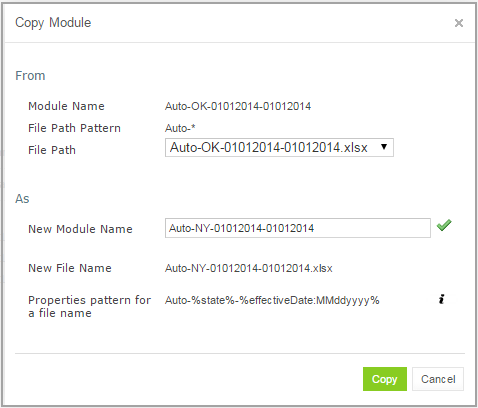 Copy Module ×
From
Module Name Auto-OK-01012014-01012014
File Path Pattern Auto-*
File Path Auto-OK-01012014-01012014.xlsx
As
New Module Name Auto-NY-01012014-01012014
New File Name Auto-NY-01012014-01012014.xlsx
Properties pattern for Auto-%state%-%effectiveDate:MMddyyyy% i
a file name
Copy Cancel